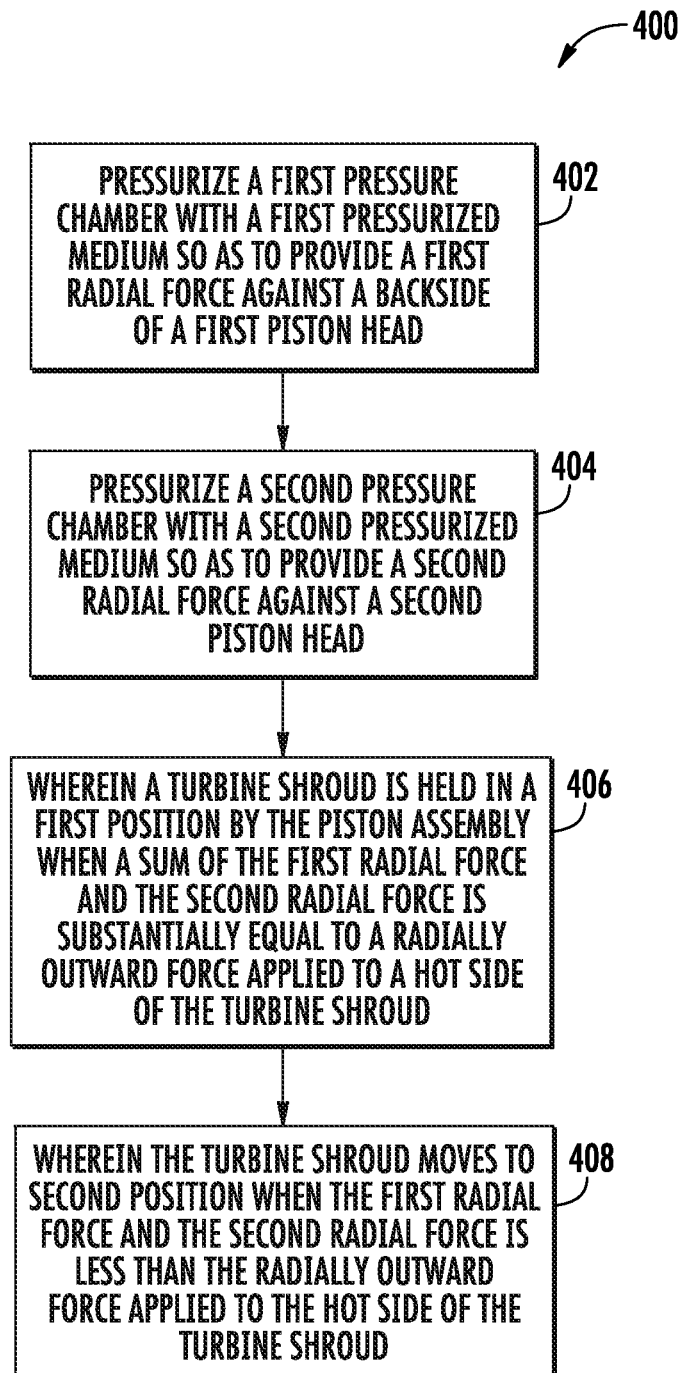 400
PRESSURIZE A FIRST PRESSURE
CHAMBER WITH A FIRST PRESSURIZED
MEDIUM SO AS TO PROVIDE A FIRST
RADIAL FORCE AGAINST A BACKSIDE
OF A FIRST PISTON HEAD
402
PRESSURIZE A SECOND PRESSURE
CHAMBER WITH A SECOND PRESSURIZED
MEDIUM SO AS TO PROVIDE A SECOND
RADIAL FORCE AGAINST A SECOND
PISTON HEAD
404
WHEREIN A TURBINE SHROUD IS HELD IN A
FIRST POSITION BY THE PISTON ASSEMBLY
WHEN A SUM OF THE FIRST RADIAL FORCE
AND THE SECOND RADIAL FORCE IS
SUBSTANTIALLY EQUAL TO A RADIALLY
OUTWARD FORCE APPLIED TO A HOT SIDE
OF THE TURBINE SHROUD
406
WHEREIN THE TURBINE SHROUD MOVES TO
SECOND POSITION WHEN THE FIRST RADIAL
FORCE AND THE SECOND RADIAL FORCE IS
LESS THAN THE RADIALLY OUTWARD
FORCE APPLIED TO THE HOT SIDE OF THE
TURBINE SHROUD
408